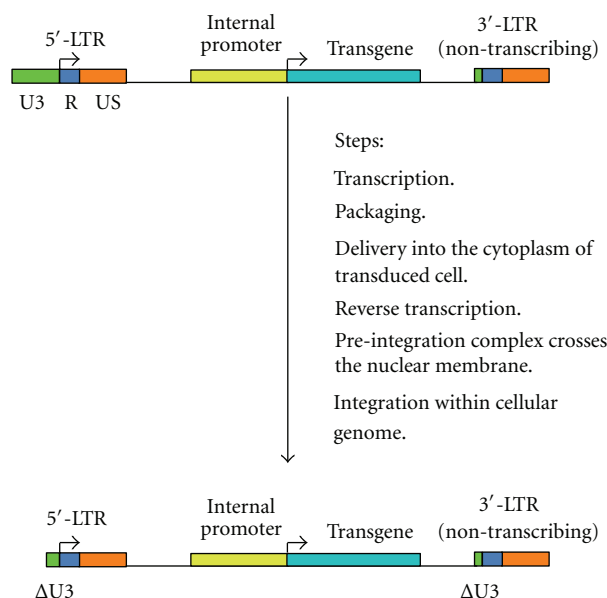 5′-LTR
Internal
promoter
Transgene
3′-LTR
(non-transcribing)
U3 R US
Steps:
Transcription.
Packaging.
Delivery into the cytoplasm of
transduced cell.
Reverse transcription.
Pre-integration complex crosses
the nuclear membrane.
Integration within cellular
genome.
5′-LTR
Internal
promoter
Transgene
3′-LTR
(non-transcribing)
ΔU3
ΔU3